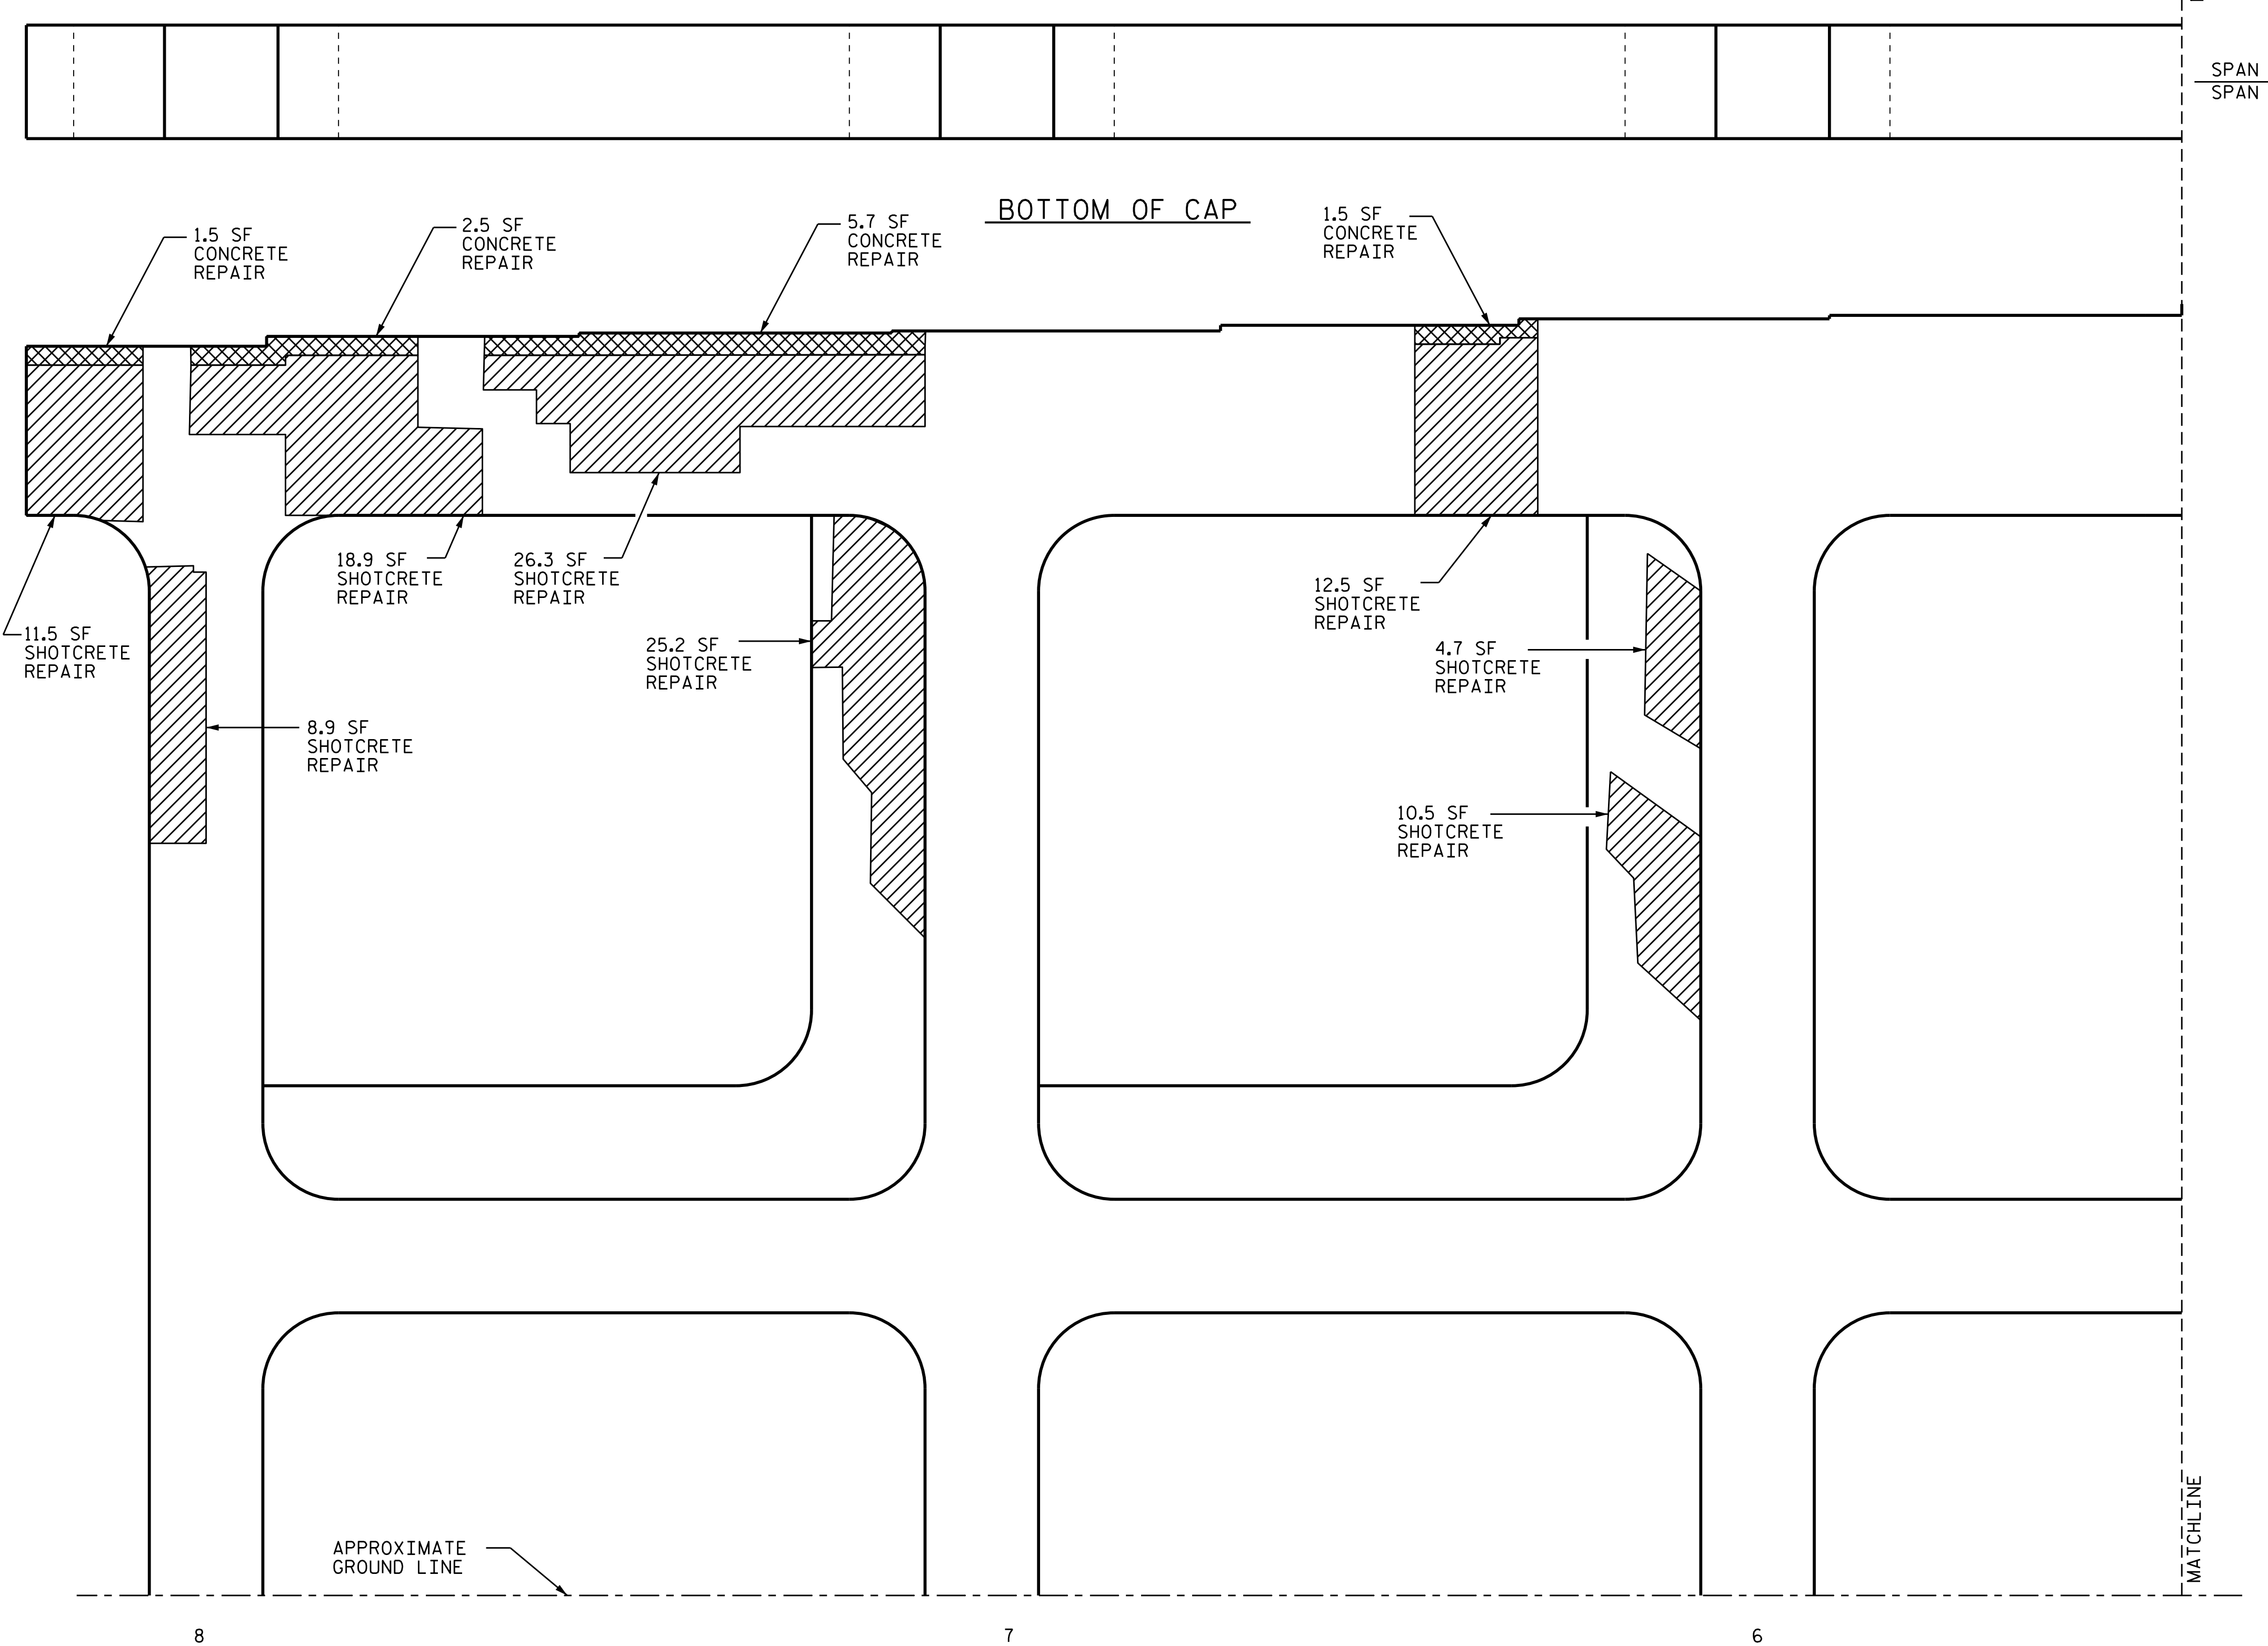 SPAN
SPAN
BOTTOM OF CAP
1.5 SF
CONCRETE
REPAIR
2.5 SF
CONCRETE
REPAIR
5.7 SF
CONCRETE
REPAIR
1.5 SF
CONCRETE
REPAIR
18.9 SF
SHOTCRETE
REPAIR
26.3 SF
SHOTCRETE
REPAIR
12.5 SF
SHOTCRETE
REPAIR
11.5 SF
SHOTCRETE
REPAIR
25.2 SF
SHOTCRETE
REPAIR
4.7 SF
SHOTCRETE
REPAIR
8.9 SF
SHOTCRETE
REPAIR
10.5 SF
SHOTCRETE
REPAIR
MATCHLINE
APPROXIMATE
GROUND LINE
8
7
6